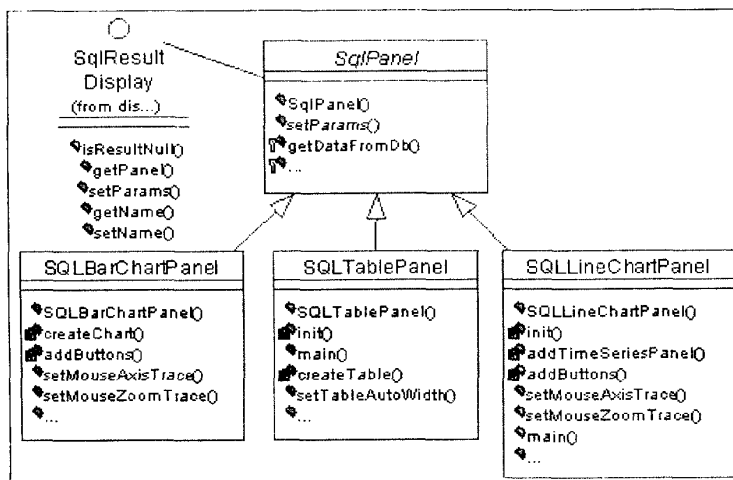 SqlResult
Display
(from dis...)
isResultNull()
getPanel()
setParams()
getName()
setName()
SqlPanel
SqlPanel()
setParams()
getDataFromDb()
...
SQLBarChartPanel
SQLBarChartPanel()
createChart()
addButtons()
setMouseAxisTrace()
setMouseZoomTrace()
...
SQLTablePanel
SQLTablePanel()
init()
main()
createTable()
setTableAutoWidth()
...
SQLLineChartPanel
SQLLineChartPanel()
init()
addTimeSeriesPanel()
addButtons()
setMouseAxisTrace()
setMouseZoomTrace()
main()
...